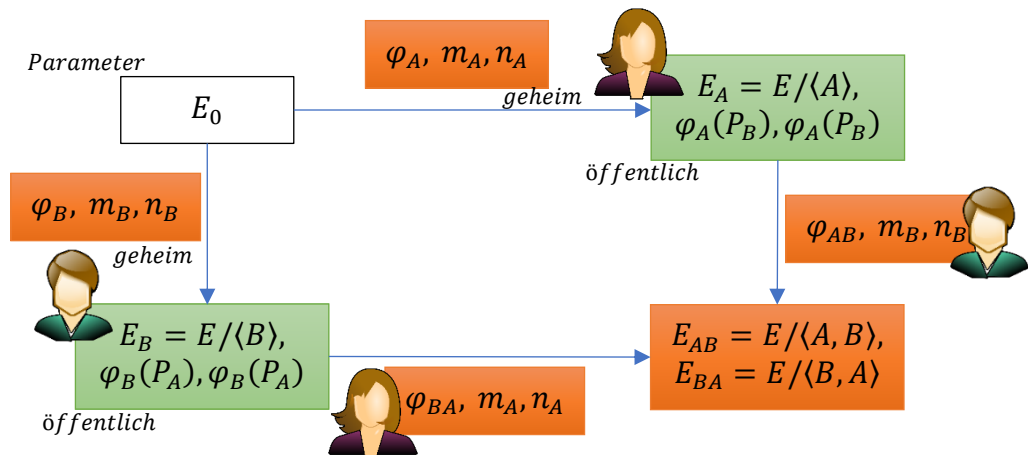 Parameter
E₀
φ_A, m_A, n_A
geheim
E_A = E/⟨A⟩,
φ_A(P_B), φ_A(P_B)
öffentlich
φ_B, m_B, n_B
geheim
φ_AB, m_B, n_B
E_B = E/⟨B⟩,
φ_B(P_A), φ_B(P_A)
öffentlich
φ_BA, m_A, n_A
E_AB = E/⟨A, B⟩,
E_BA = E/⟨B, A⟩